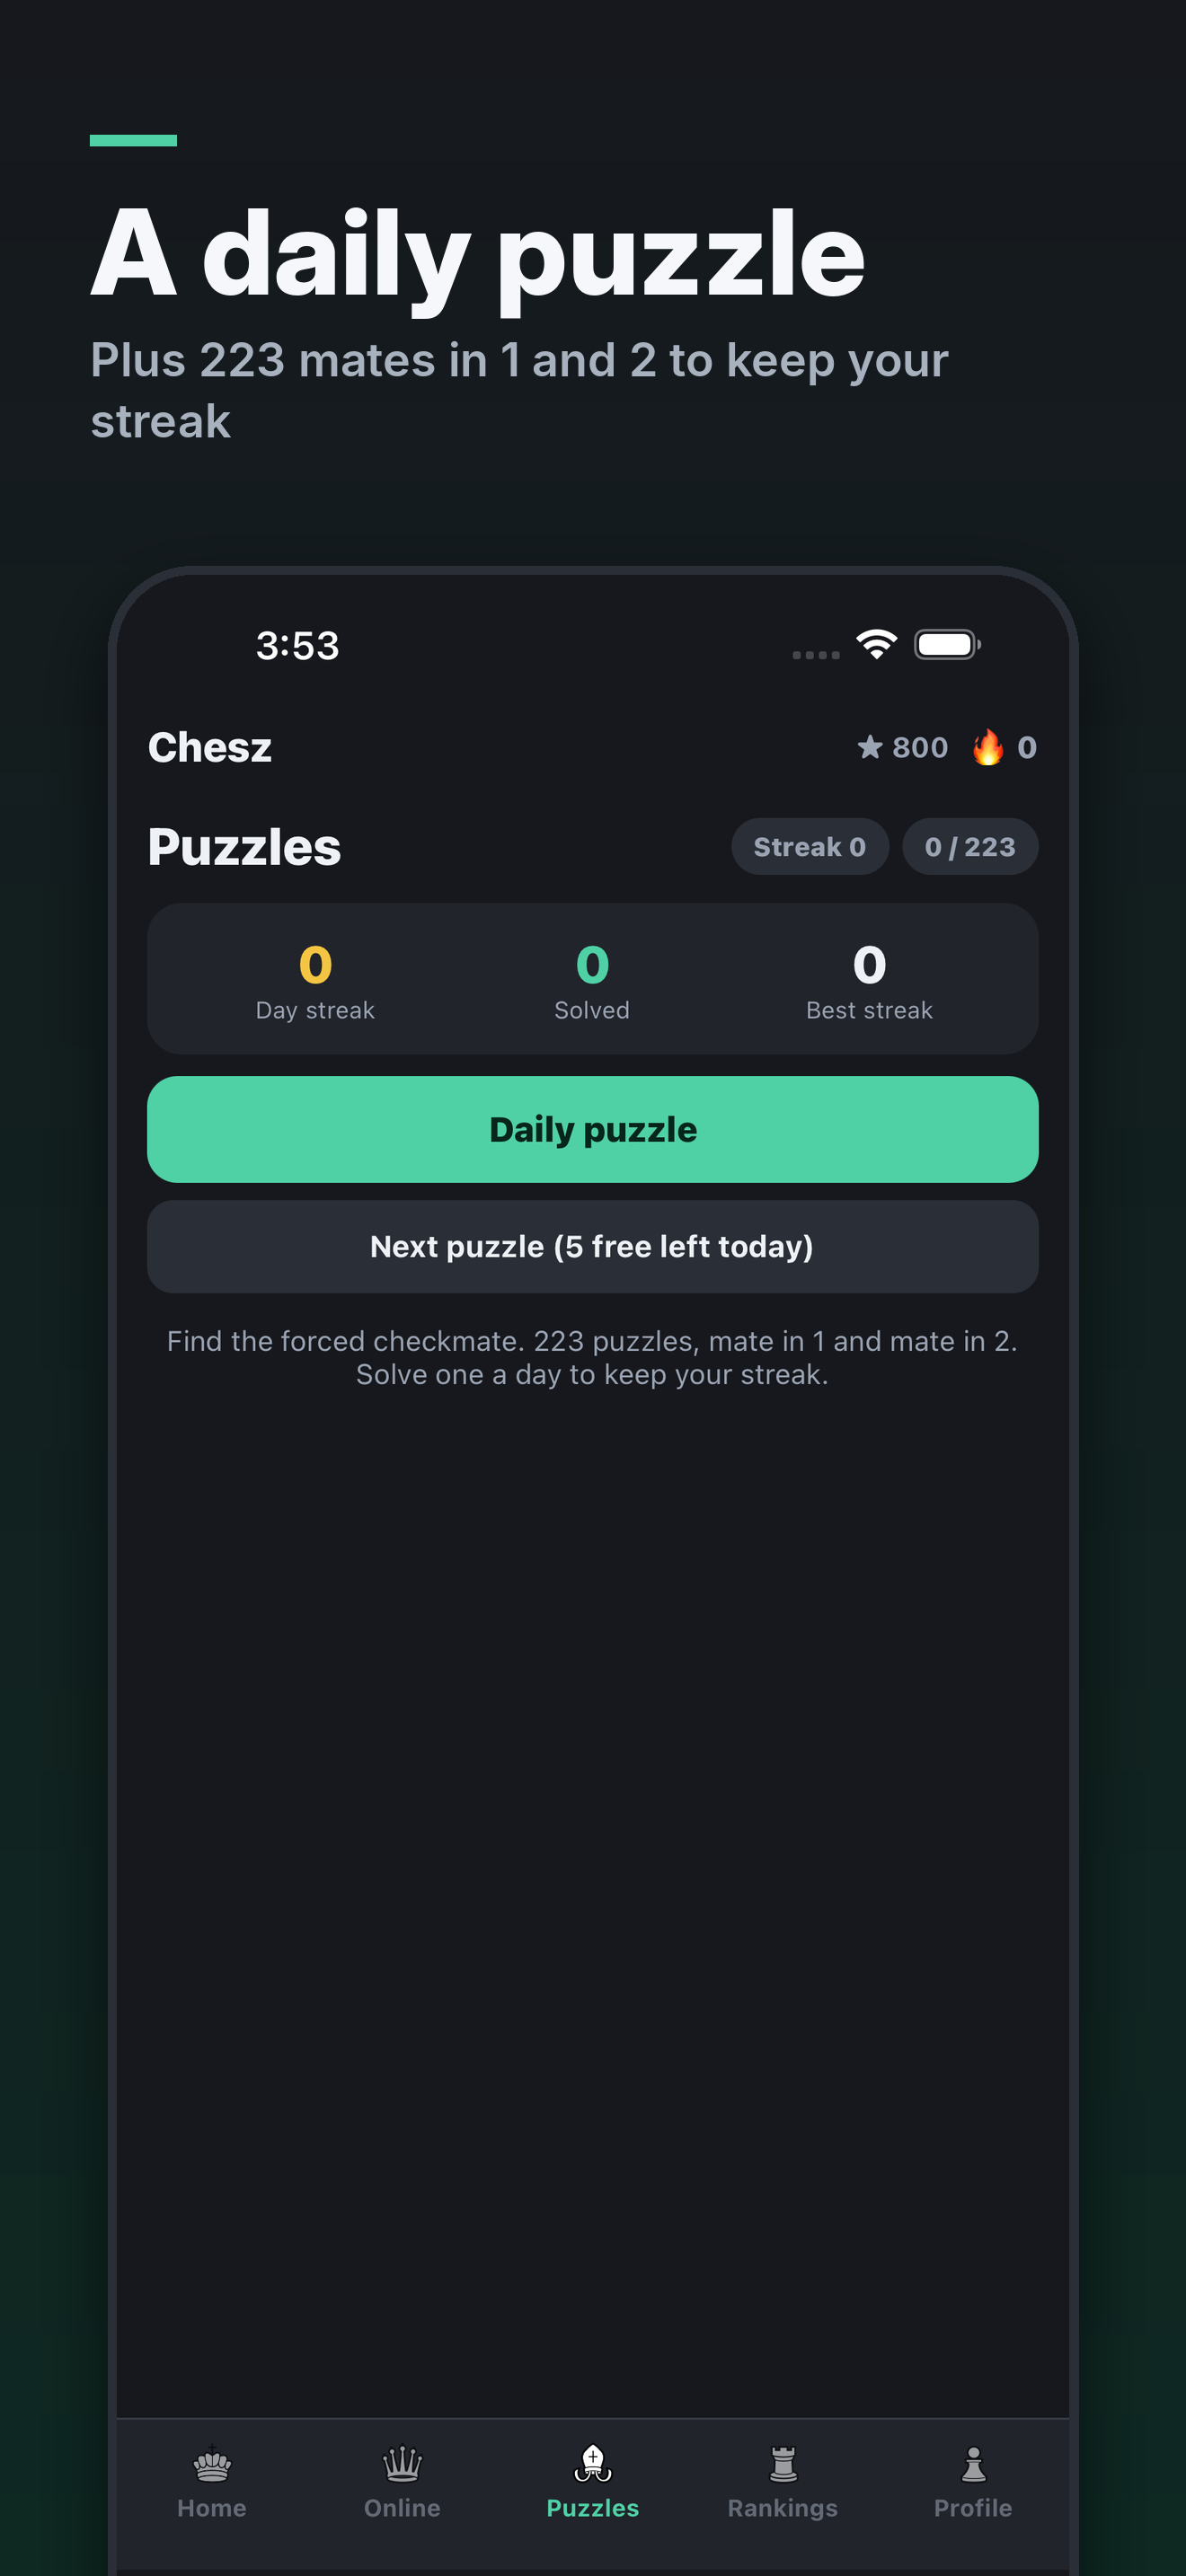 A daily puzzle
Plus 223 mates in 1 and 2 to keep your
streak
3:53
Chesz
800 0
Puzzles
Streak 0
0 / 223
0 0 0
Day streak Solved Best streak
Daily puzzle
Next puzzle (5 free left today)
Find the forced checkmate. 223 puzzles, mate in 1 and mate in 2.
Solve one a day to keep your streak.
Home Online Puzzles Rankings Profile